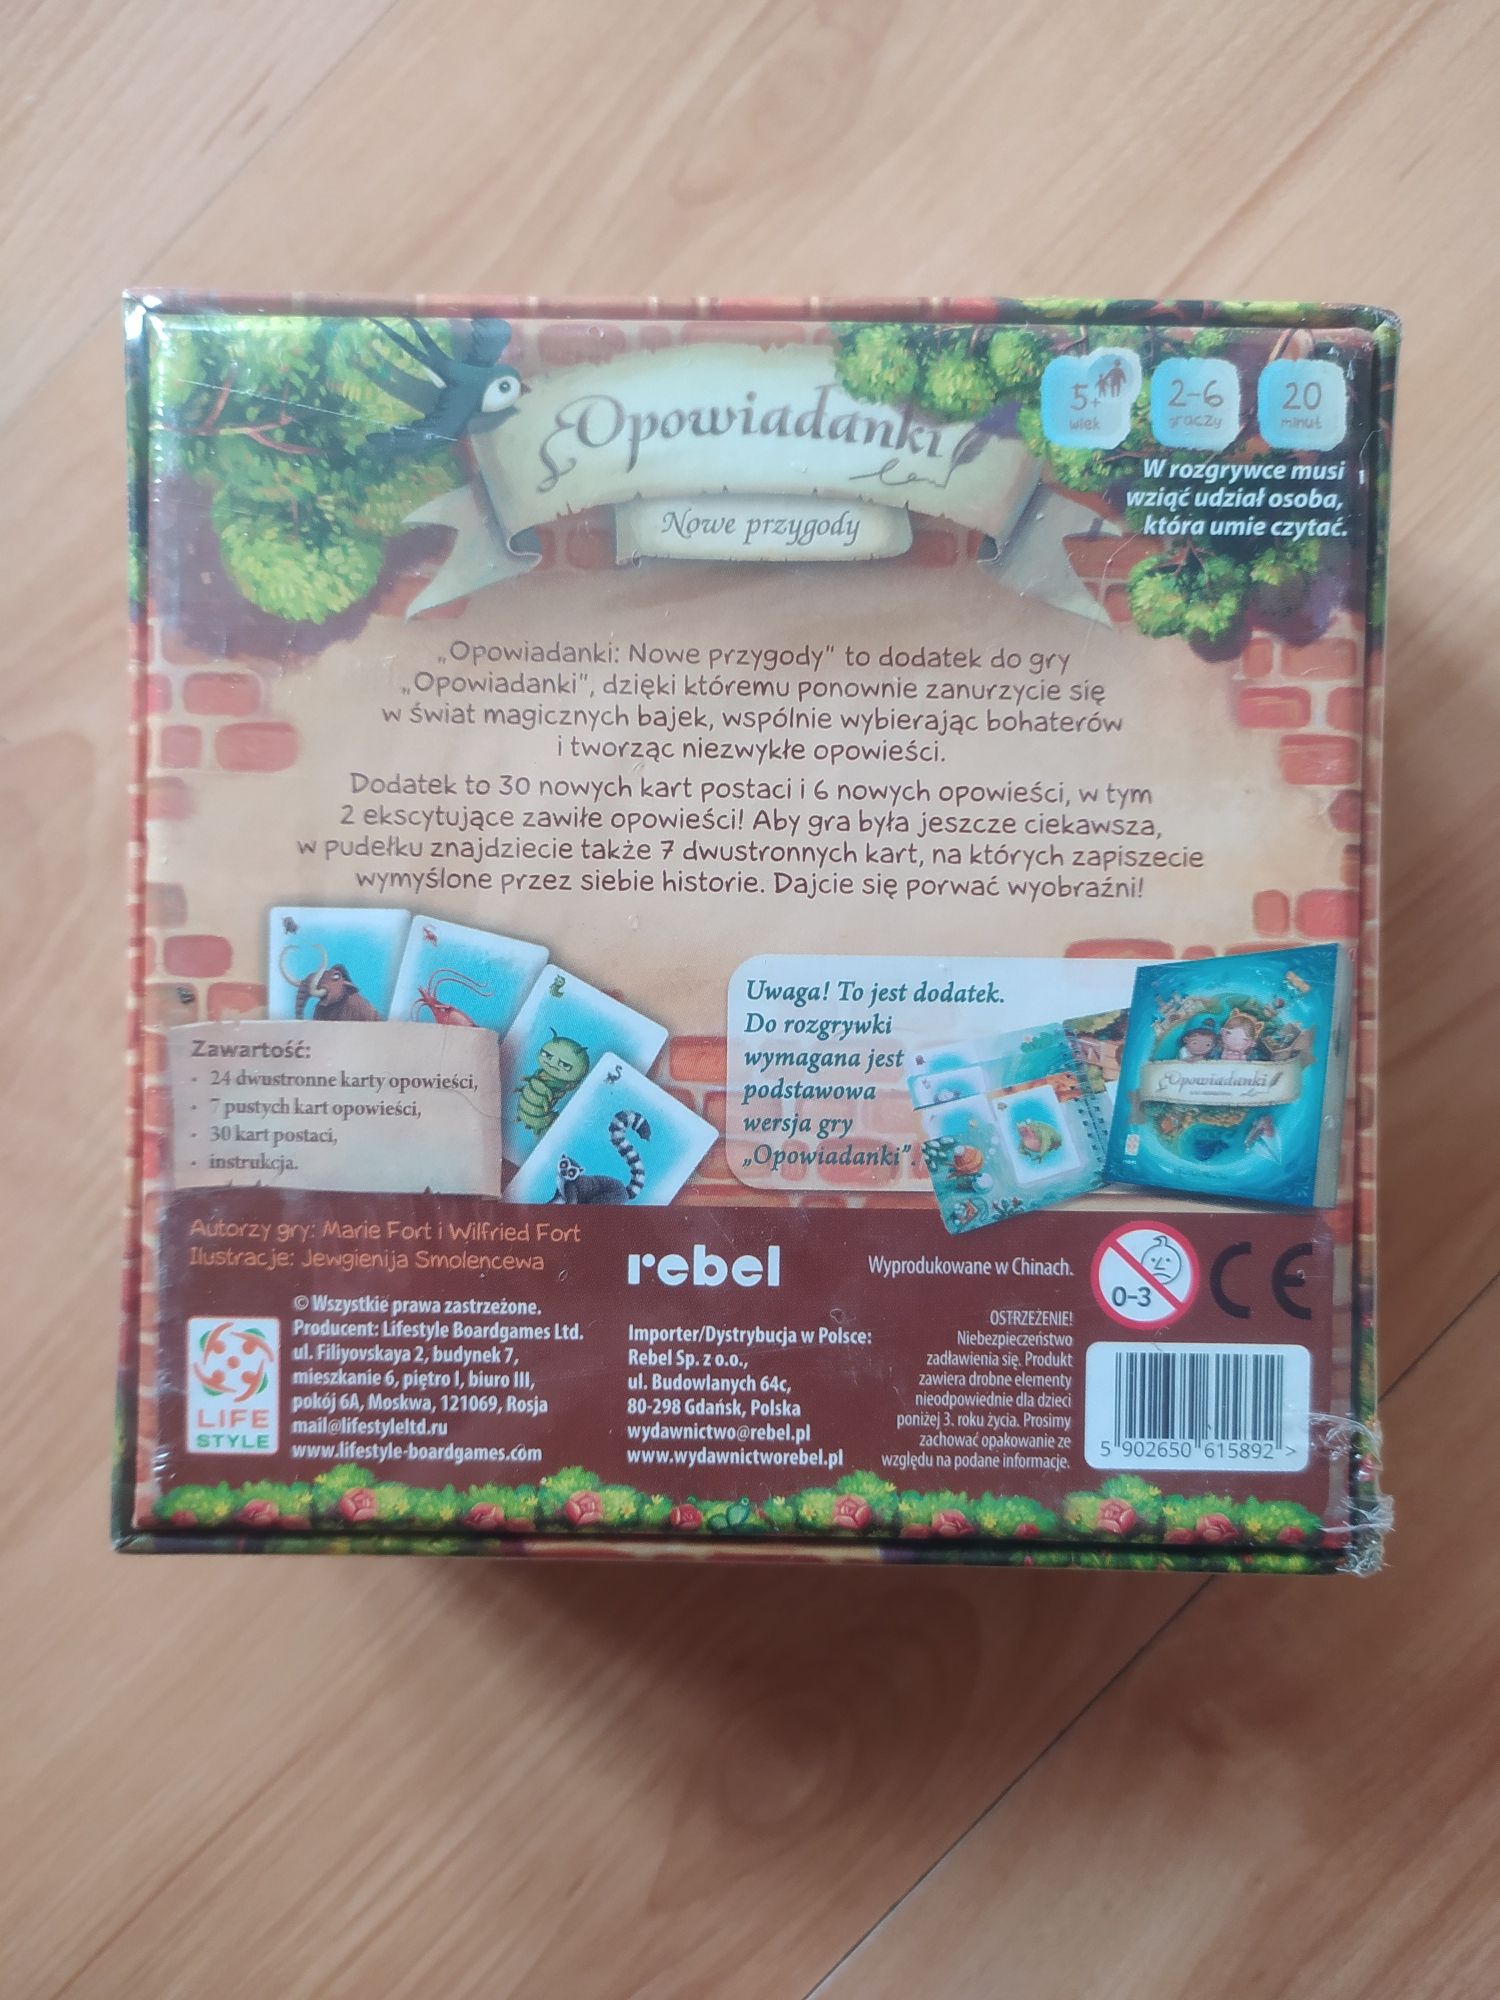 Opowiadanki
Nowe przygody
5+
wiek
2-6
graczy
20
minut
W rozgrywce musi
wziąć udział osoba,
która umie czytać.
„Opowiadanki: Nowe przygody" to dodatek do gry
„Opowiadanki", dzięki któremu ponownie zanurzycie się
w świat magicznych bajek, wspólnie wybierając bohaterów
i tworząc niezwykłe opowieści.
Dodatek to 30 nowych kart postaci i 6 nowych opowieści, w tym
2 ekscytujące zawiłe opowieści! Aby gra była jeszcze ciekawsza,
w pudełku znajdziecie także 7 dwustronnych kart, na których zapiszecie
wymyślone przez siebie historie. Dajcie się porwać wyobraźni!
Zawartość:
• 24 dwustronne karty opowieści,
• 7 pustych kart opowieści,
• 30 kart postaci,
• instrukcja.
Uwaga! To jest dodatek.
Do rozgrywki
wymagana jest
podstawowa
wersja gry
„Opowiadanki".
Opowiadanki
Autorzy gry: Marie Fort i Wilfried Fort
Ilustracje: Jewgienija Smolencewa
© Wszystkie prawa zastrzeżone.
Producent: Lifestyle Boardgames Ltd.
ul. Filiyovskaya 2, budynek 7,
mieszkanie 6, piętro I, biuro III,
pokój 6A, Moskwa, 121069, Rosja
mail@lifestyleltd.ru
www.lifestyle-boardgames.com
LIFE
STYLE
rebel
Importer/Dystrybucja w Polsce:
Rebel Sp. z o.o.,
ul. Budowlanych 64c,
80-298 Gdańsk, Polska
wydawnictwo@rebel.pl
www.wydawnictworebel.pl
Wyprodukowane w Chinach.
0-3
CE
OSTRZEŻENIE!
Niebezpieczeństwo
zadławienia się. Produkt
zawiera drobne elementy
nieodpowiednie dla dzieci
poniżej 3. roku życia. Prosimy
zachować opakowanie ze
względu na podane informacje.
5 902650 615892 >